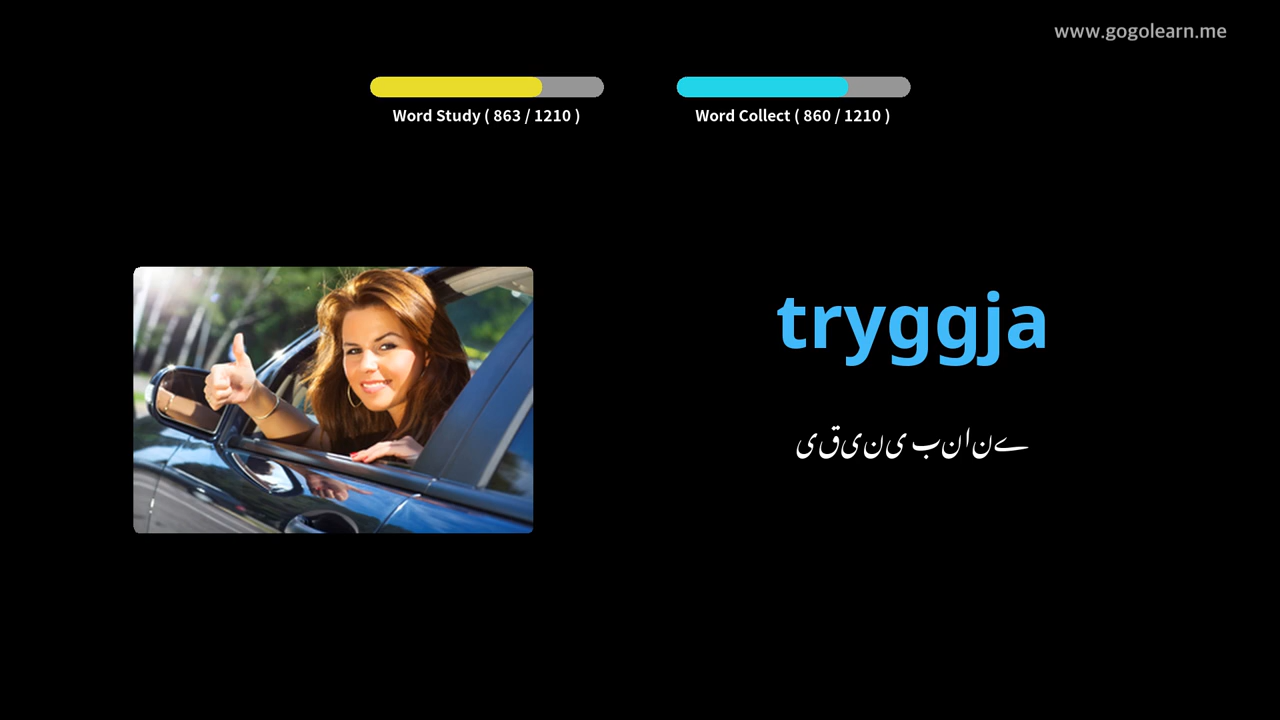 www.gogolearn.me
Word Study ( 863 / 1210 )
Word Collect ( 860 / 1210 )
tryggja
یقینی بنانے